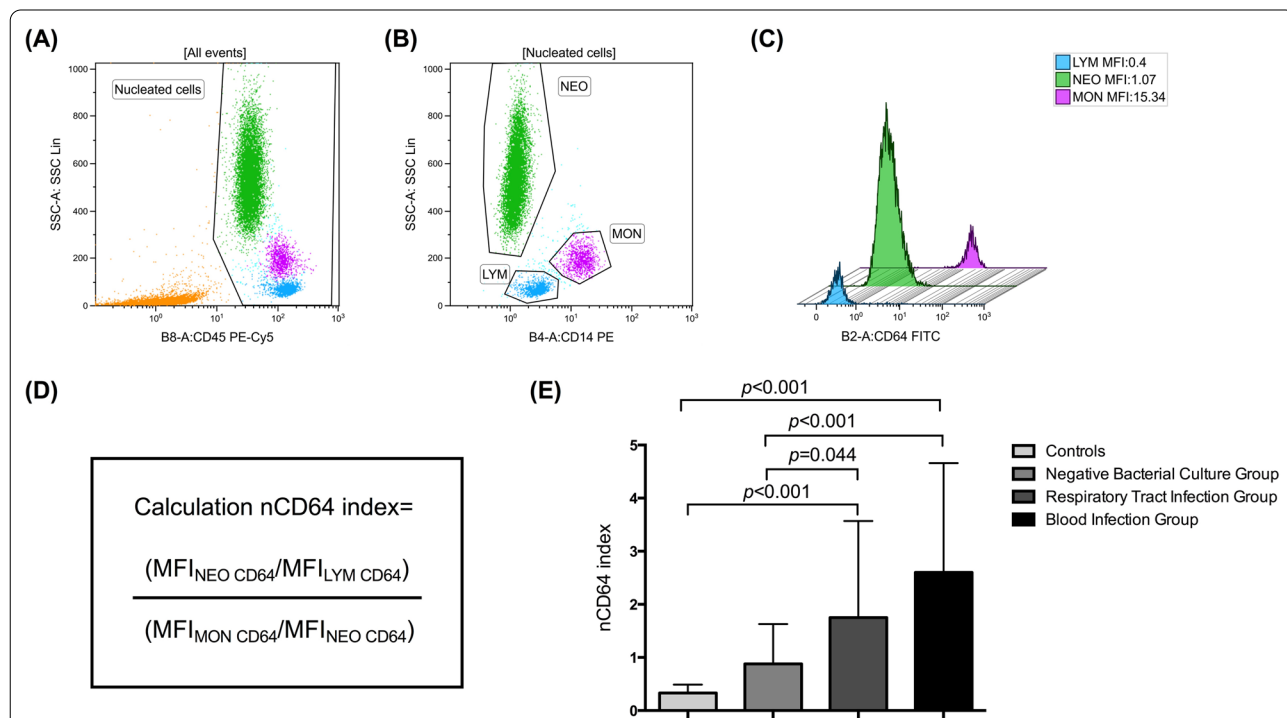 (A)
[All events]
Nucleated cells
1000
800
600
400
200
0
SSC-A: SSC Lin
10⁰ 10¹ 10² 10³
B8-A:CD45 PE-Cy5
(B)
[Nucleated cells]
NEO
MON
LYM
1000
800
600
400
200
0
SSC-A: SSC Lin
10⁰ 10¹ 10² 10³
B4-A:CD14 PE
(C)
LYM MFI:0.4
NEO MFI:1.07
MON MFI:15.34
0 10⁰ 10¹ 10² 10³
B2-A:CD64 FITC
(D)
Calculation nCD64 index=
(MFI_NEO CD64/MFI_LYM CD64)
(MFI_MON CD64/MFI_NEO CD64)
(E)
p<0.001
p<0.001
p=0.044
p<0.001
5
4
3
2
1
0
nCD64 index
Controls
Negative Bacterial Culture Group
Respiratory Tract Infection Group
Blood Infection Group